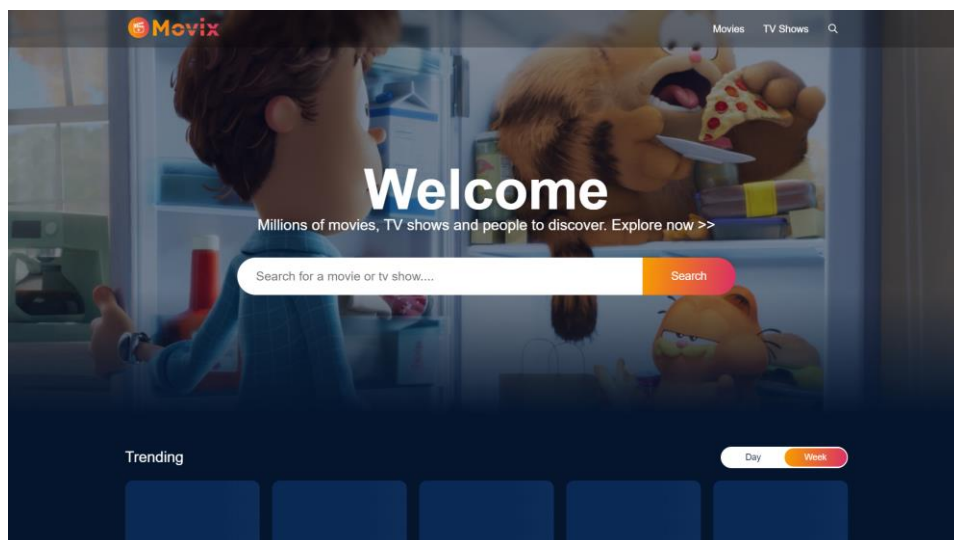 Movix
Movies TV Shows
Welcome
Millions of movies, TV shows and people to discover. Explore now >>
Search for a movie or tv show.... Search
Trending Day Week